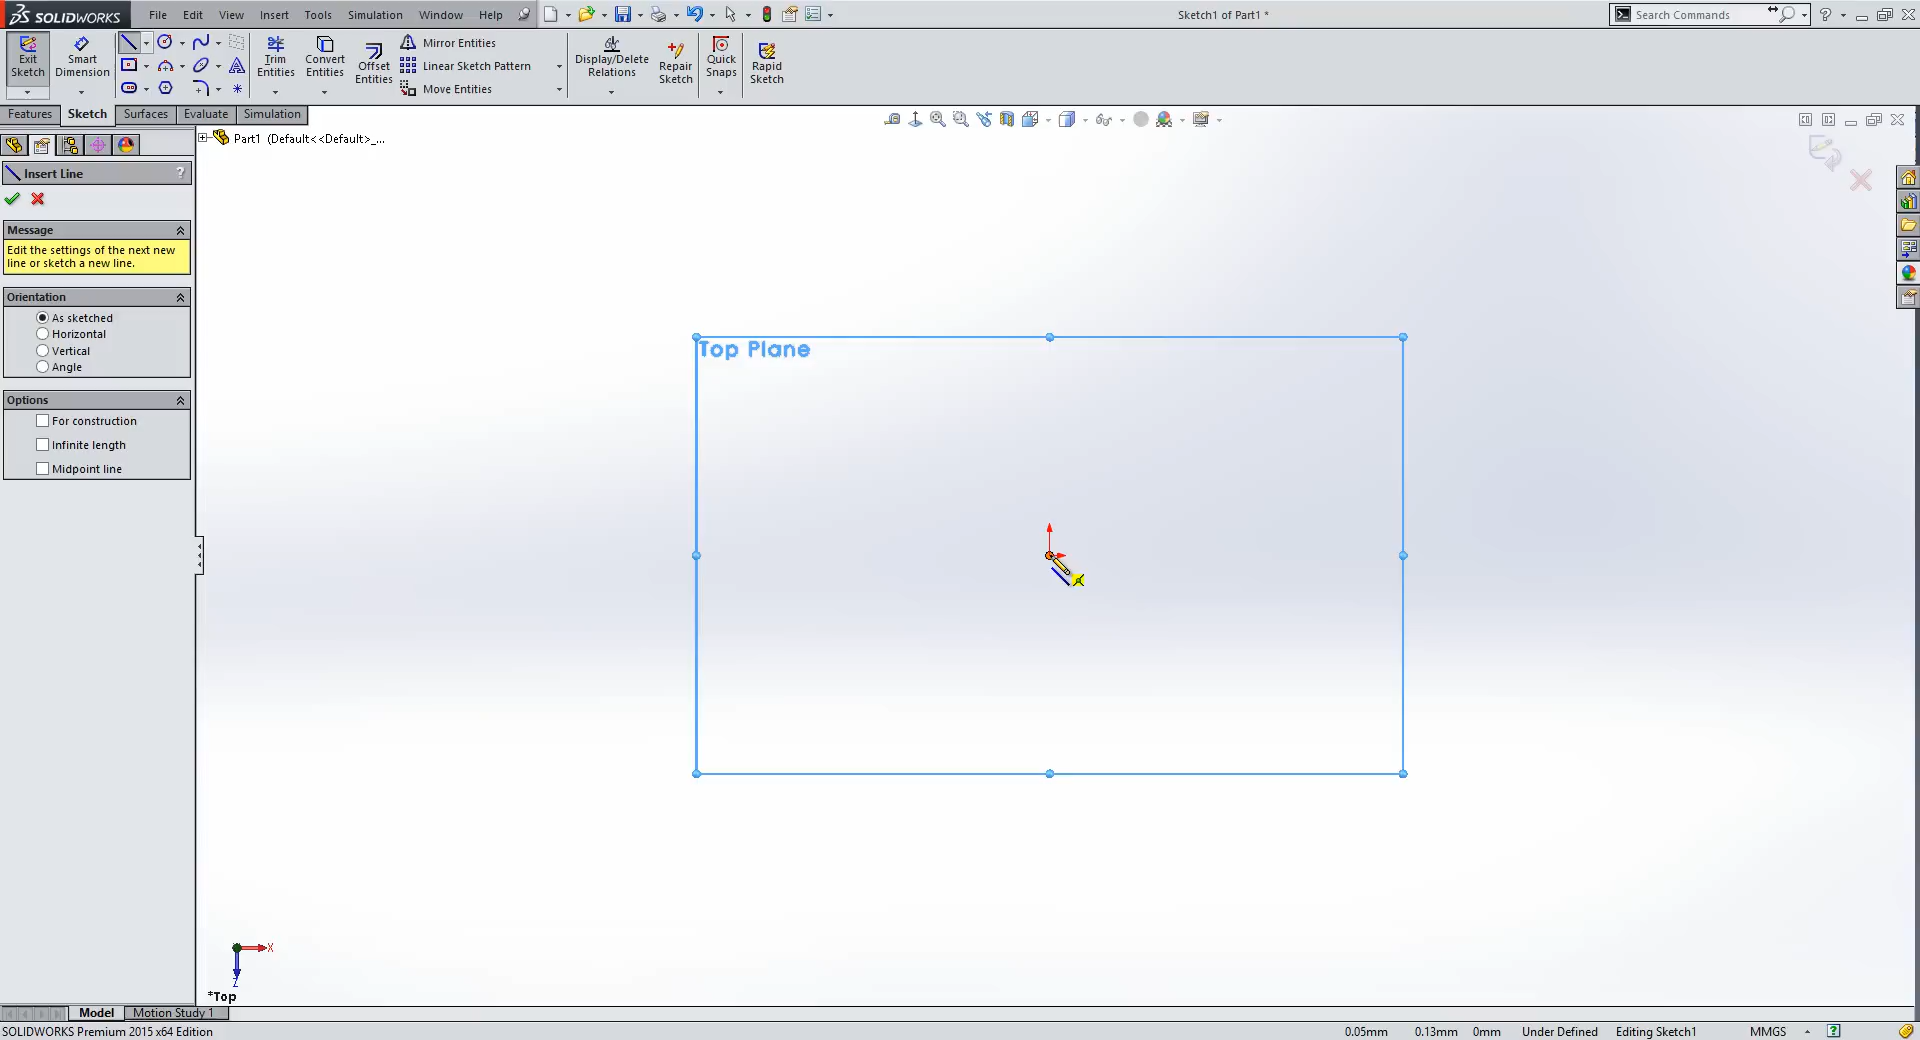 SOLIDWORKS File Edit View Insert Tools Simulation Window Help Sketch1 of Part1 * Search Commands
Exit Sketch
Smart Dimension
Trim Entities
Convert Entities
Offset Entities
Mirror Entities
Linear Sketch Pattern
Move Entities
Display/Delete Relations
Repair Sketch
Quick Snaps
Rapid Sketch
Features Sketch Surfaces Evaluate Simulation
Part1 (Default<<Default>_...
Insert Line ?
Message
Edit the settings of the next new
line or sketch a new line.
Orientation
As sketched
Horizontal
Vertical
Angle
Options
For construction
Infinite length
Midpoint line
Top Plane
X
Z
*Top
Model Motion Study 1
SOLIDWORKS Premium 2015 x64 Edition 0.05mm 0.13mm 0mm Under Defined Editing Sketch1 MMGS